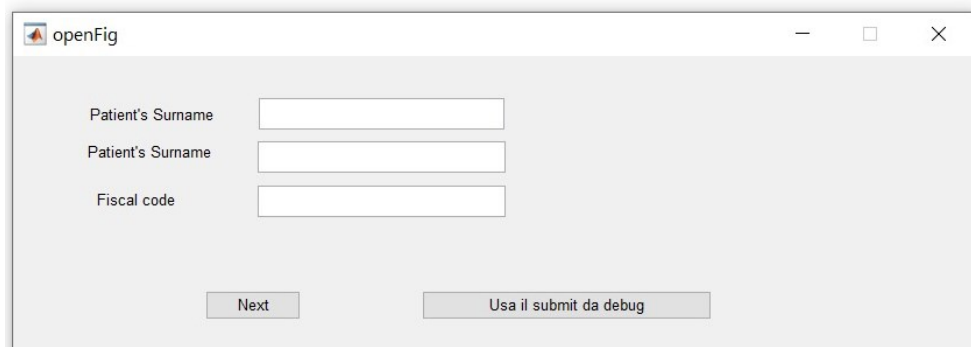 openFig
Patient's Surname
Patient's Surname
Fiscal code
Next
Usa il submit da debug